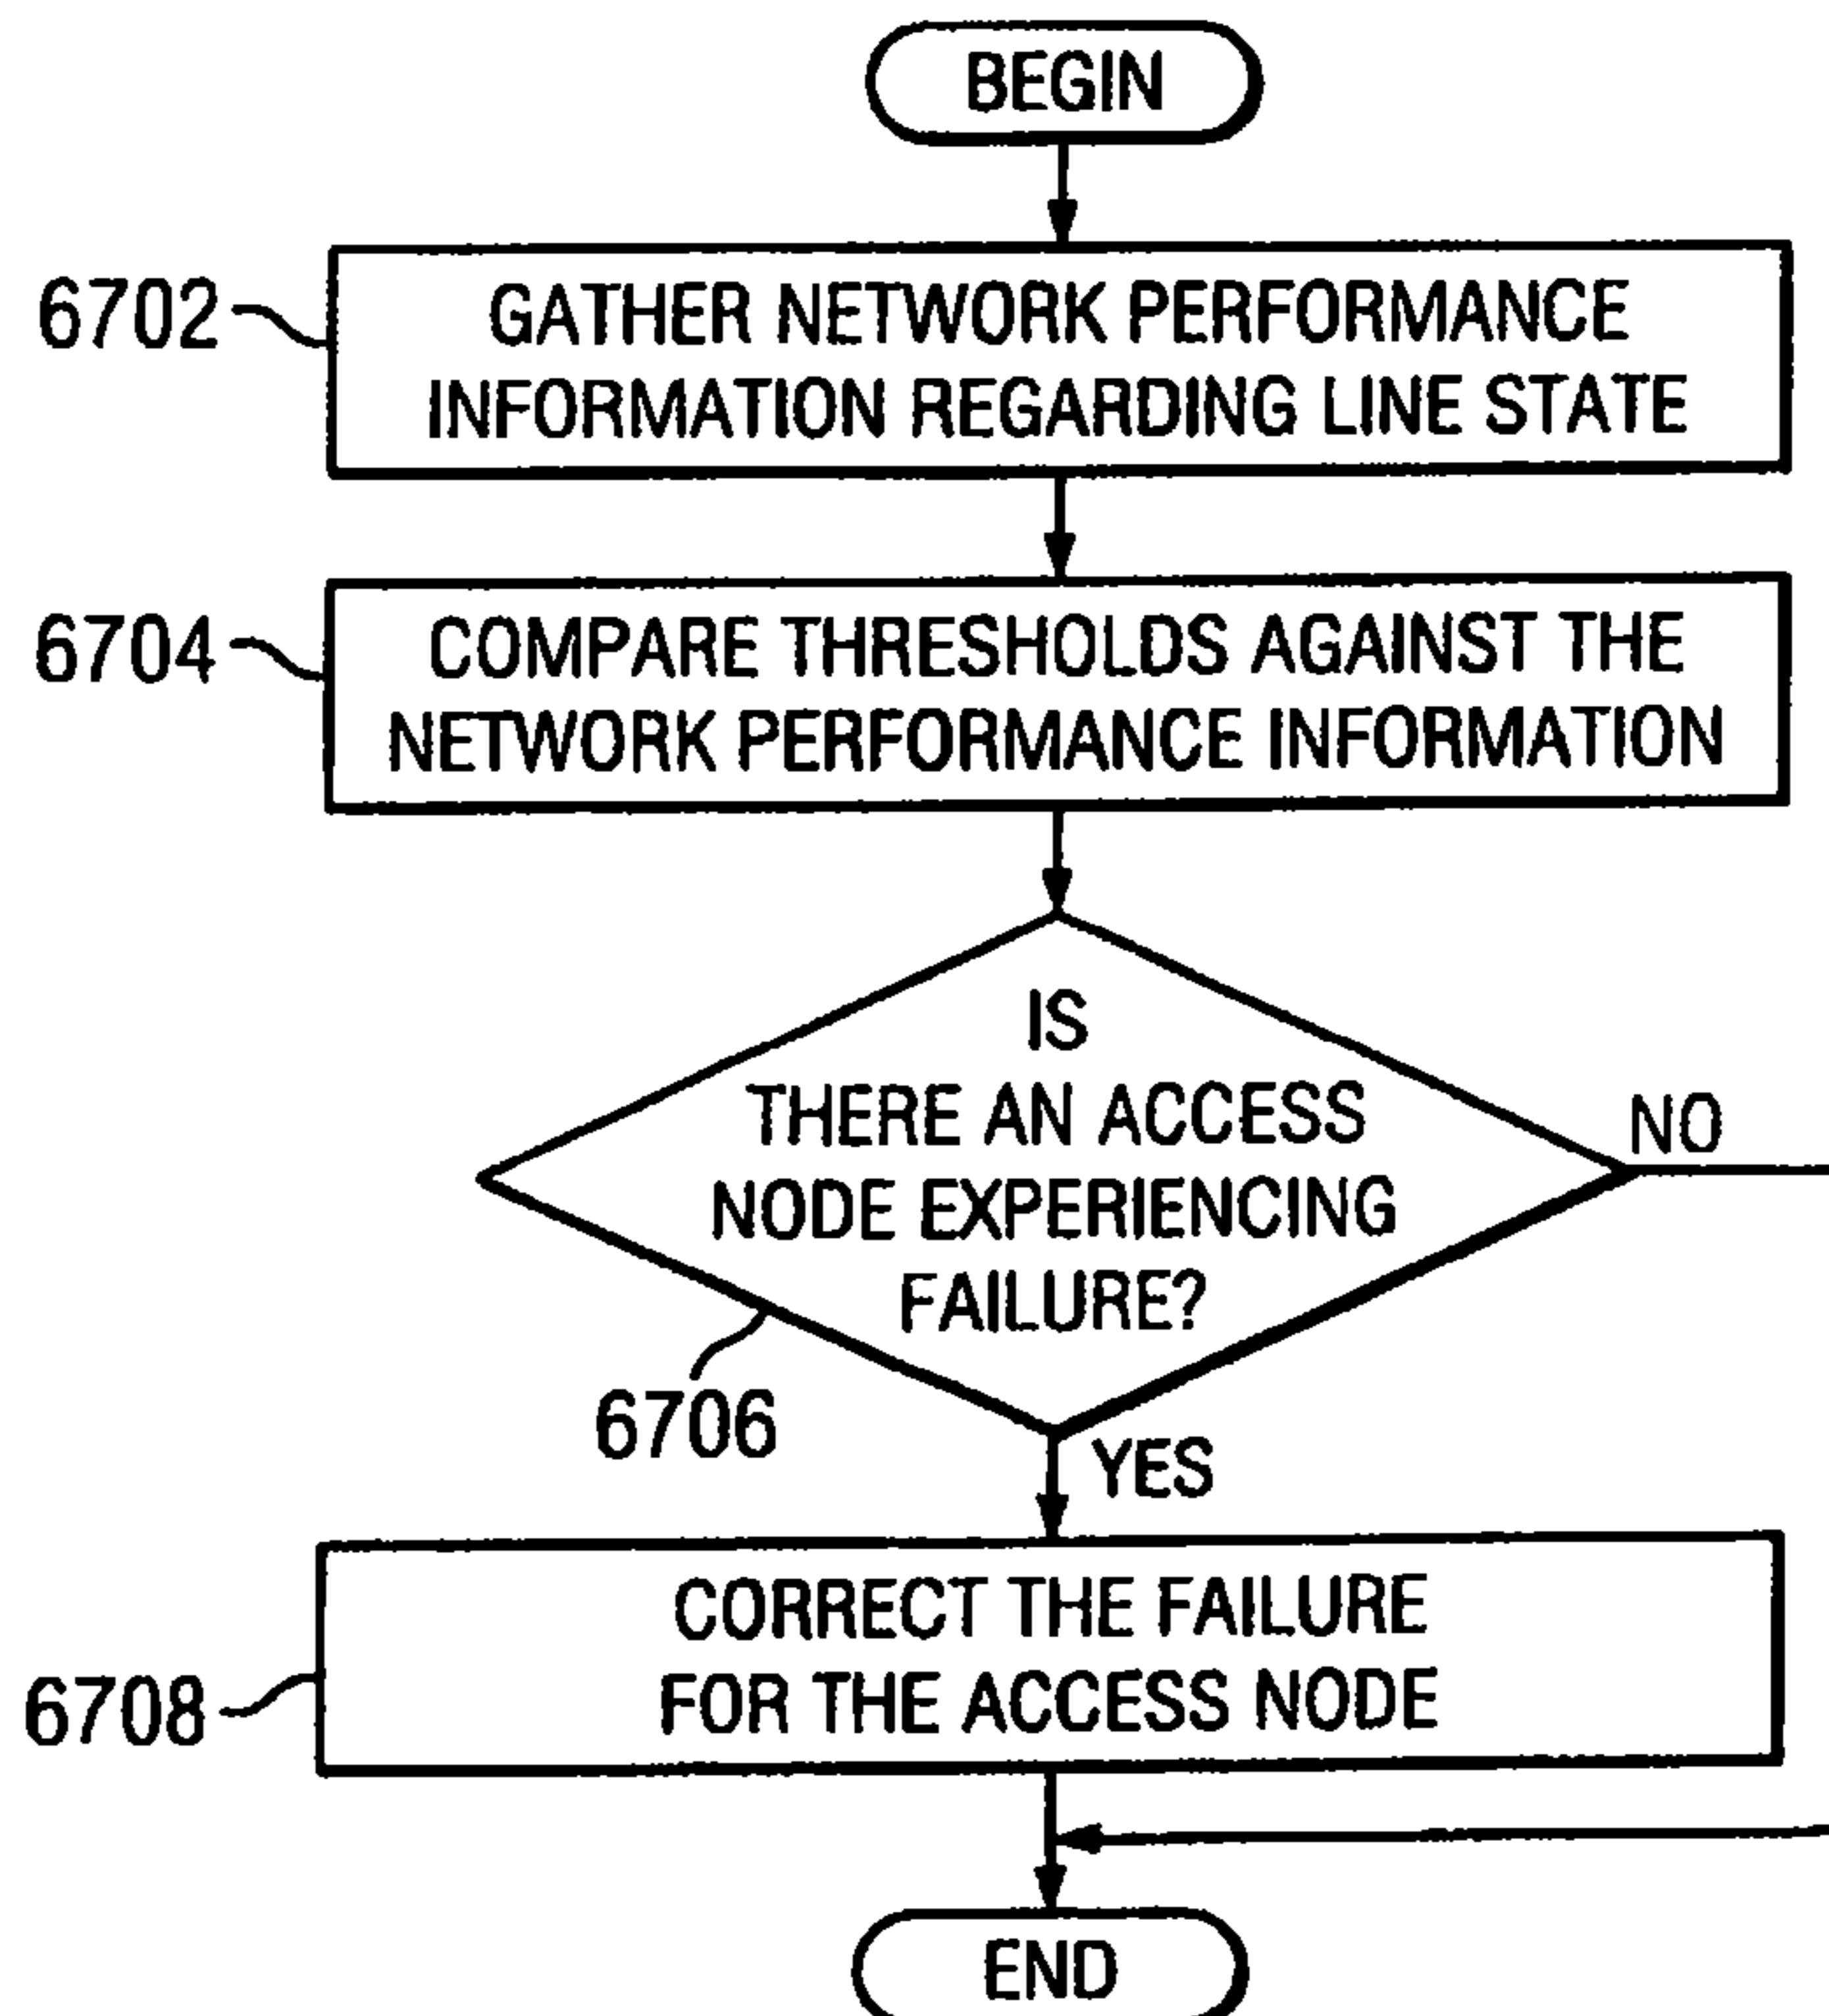 BEGIN
6702
GATHER NETWORK PERFORMANCE
INFORMATION REGARDING LINE STATE
6704
COMPARE THRESHOLDS AGAINST THE
NETWORK PERFORMANCE INFORMATION
IS
THERE AN ACCESS
NODE EXPERIENCING
FAILURE?
NO
6706
YES
CORRECT THE FAILURE
FOR THE ACCESS NODE
6708
END